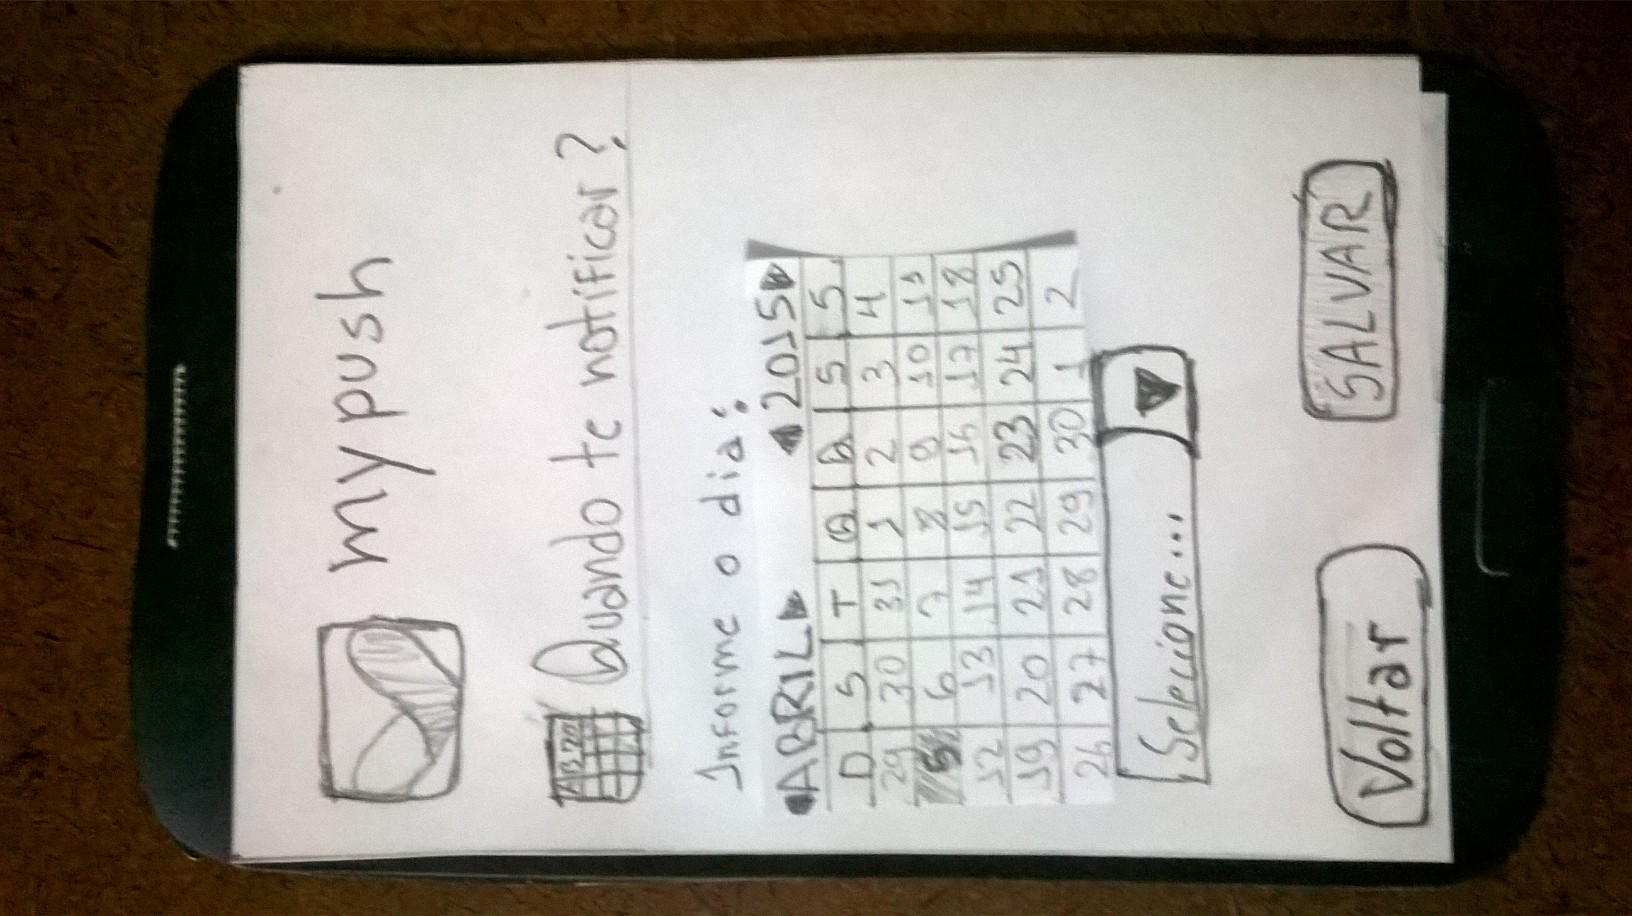 my push
AB 20
Quando te notificar?
Informe o dia:
ABRIL 2015
D S T Q Q S S
29 30 31 1 2 3 4
5 6 7 8 9 10 11
12 13 14 15 16 17 18
19 20 21 22 23 24 25
26 27 28 29 30 1 2
Selecione...
Voltar SALVAR